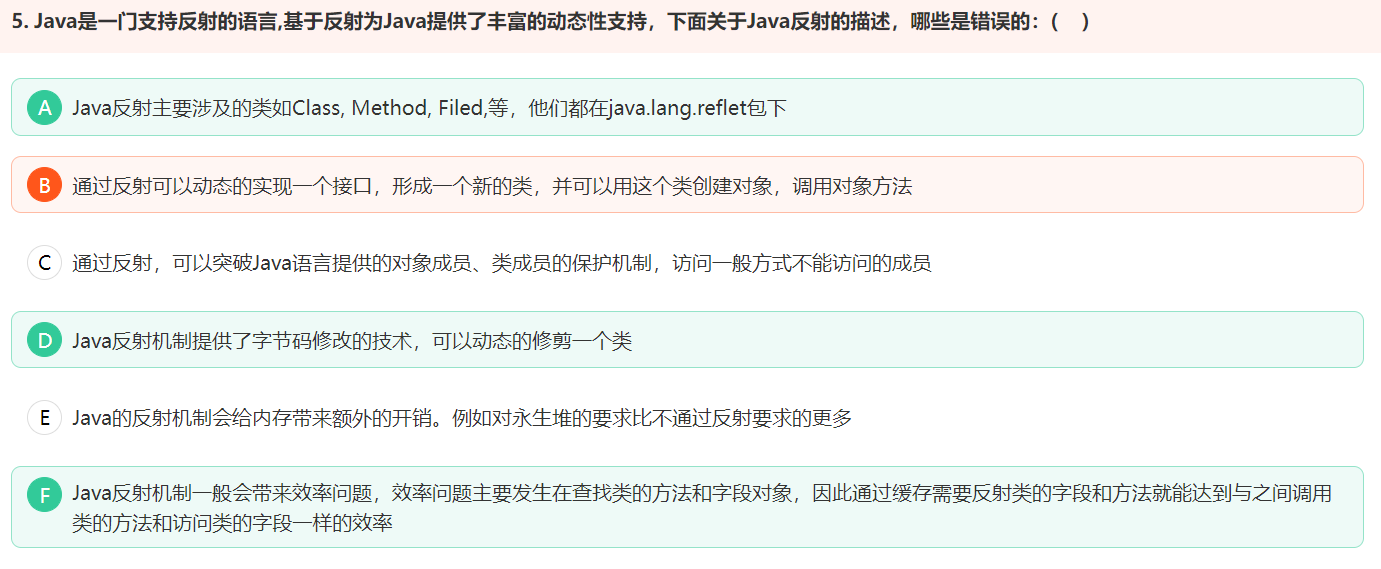 5. Java是一门支持反射的语言,基于反射为Java提供了丰富的动态性支持，下面关于Java反射的描述，哪些是错误的：(    )
A Java反射主要涉及的类如Class, Method, Filed,等，他们都在java.lang.reflet包下
B 通过反射可以动态的实现一个接口，形成一个新的类，并可以用这个类创建对象，调用对象方法
C 通过反射，可以突破Java语言提供的对象成员、类成员的保护机制，访问一般方式不能访问的成员
D Java反射机制提供了字节码修改的技术，可以动态的修剪一个类
E Java的反射机制会给内存带来额外的开销。例如对永生堆的要求比不通过反射要求的更多
F Java反射机制一般会带来效率问题，效率问题主要发生在查找类的方法和字段对象，因此通过缓存需要反射类的字段和方法就能达到与之间调用
类的方法和访问类的字段一样的效率